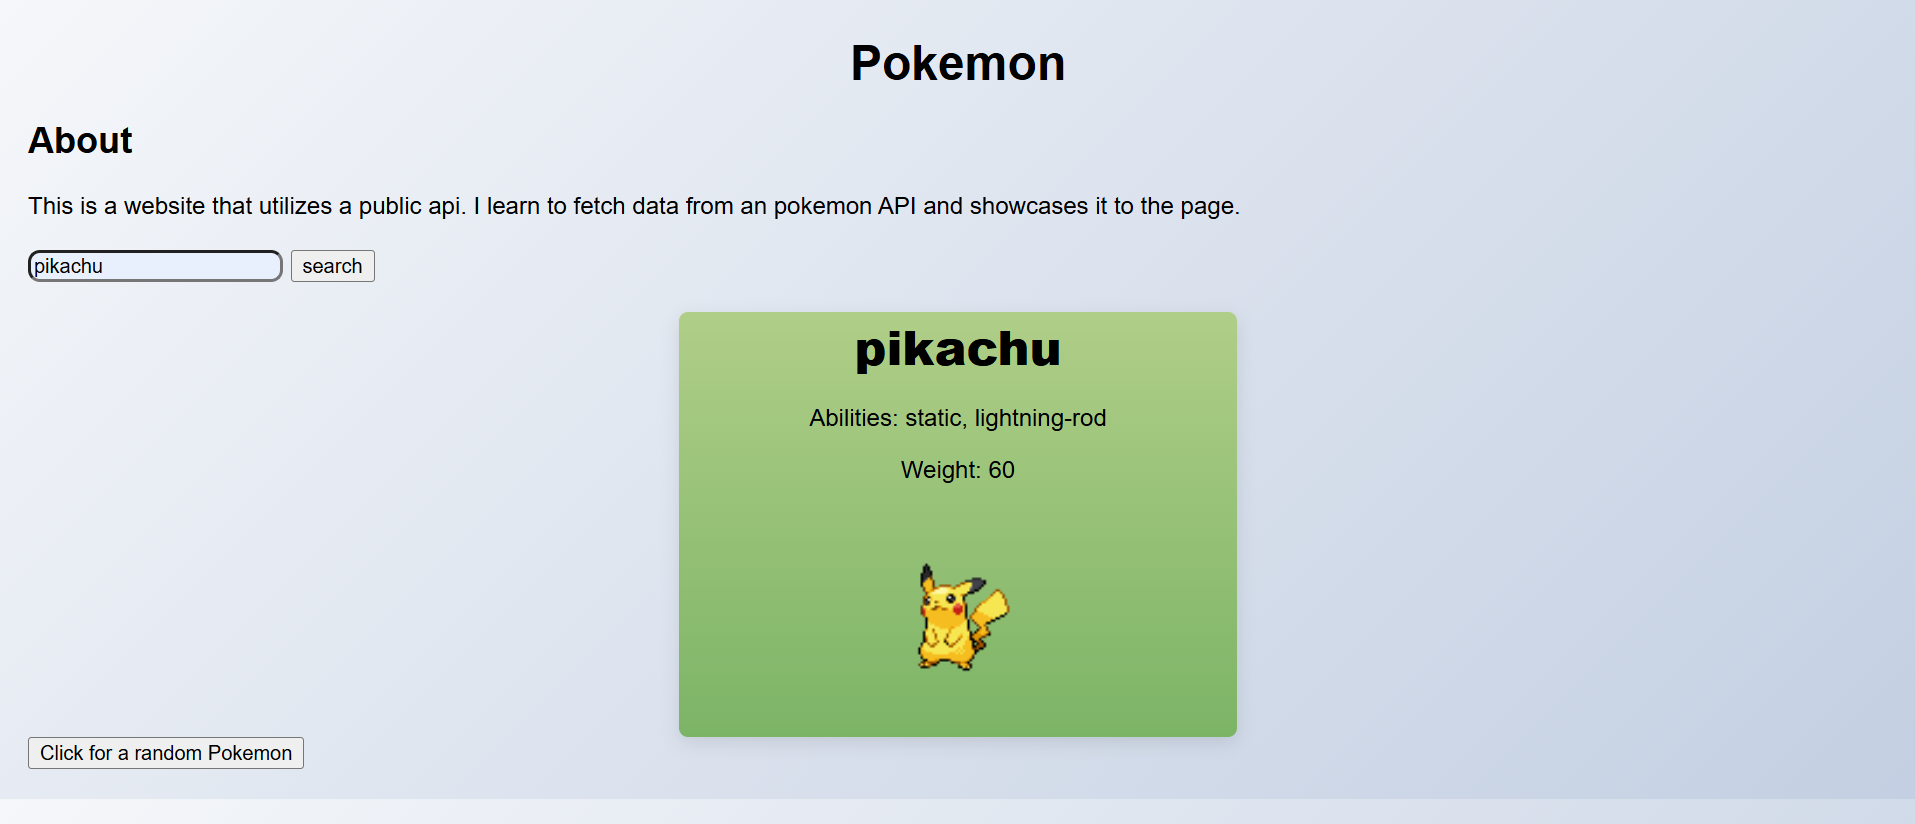 Pokemon
About
This is a website that utilizes a public api. I learn to fetch data from an pokemon API and showcases it to the page.
pikachu search
pikachu
Abilities: static, lightning-rod
Weight: 60
Click for a random Pokemon